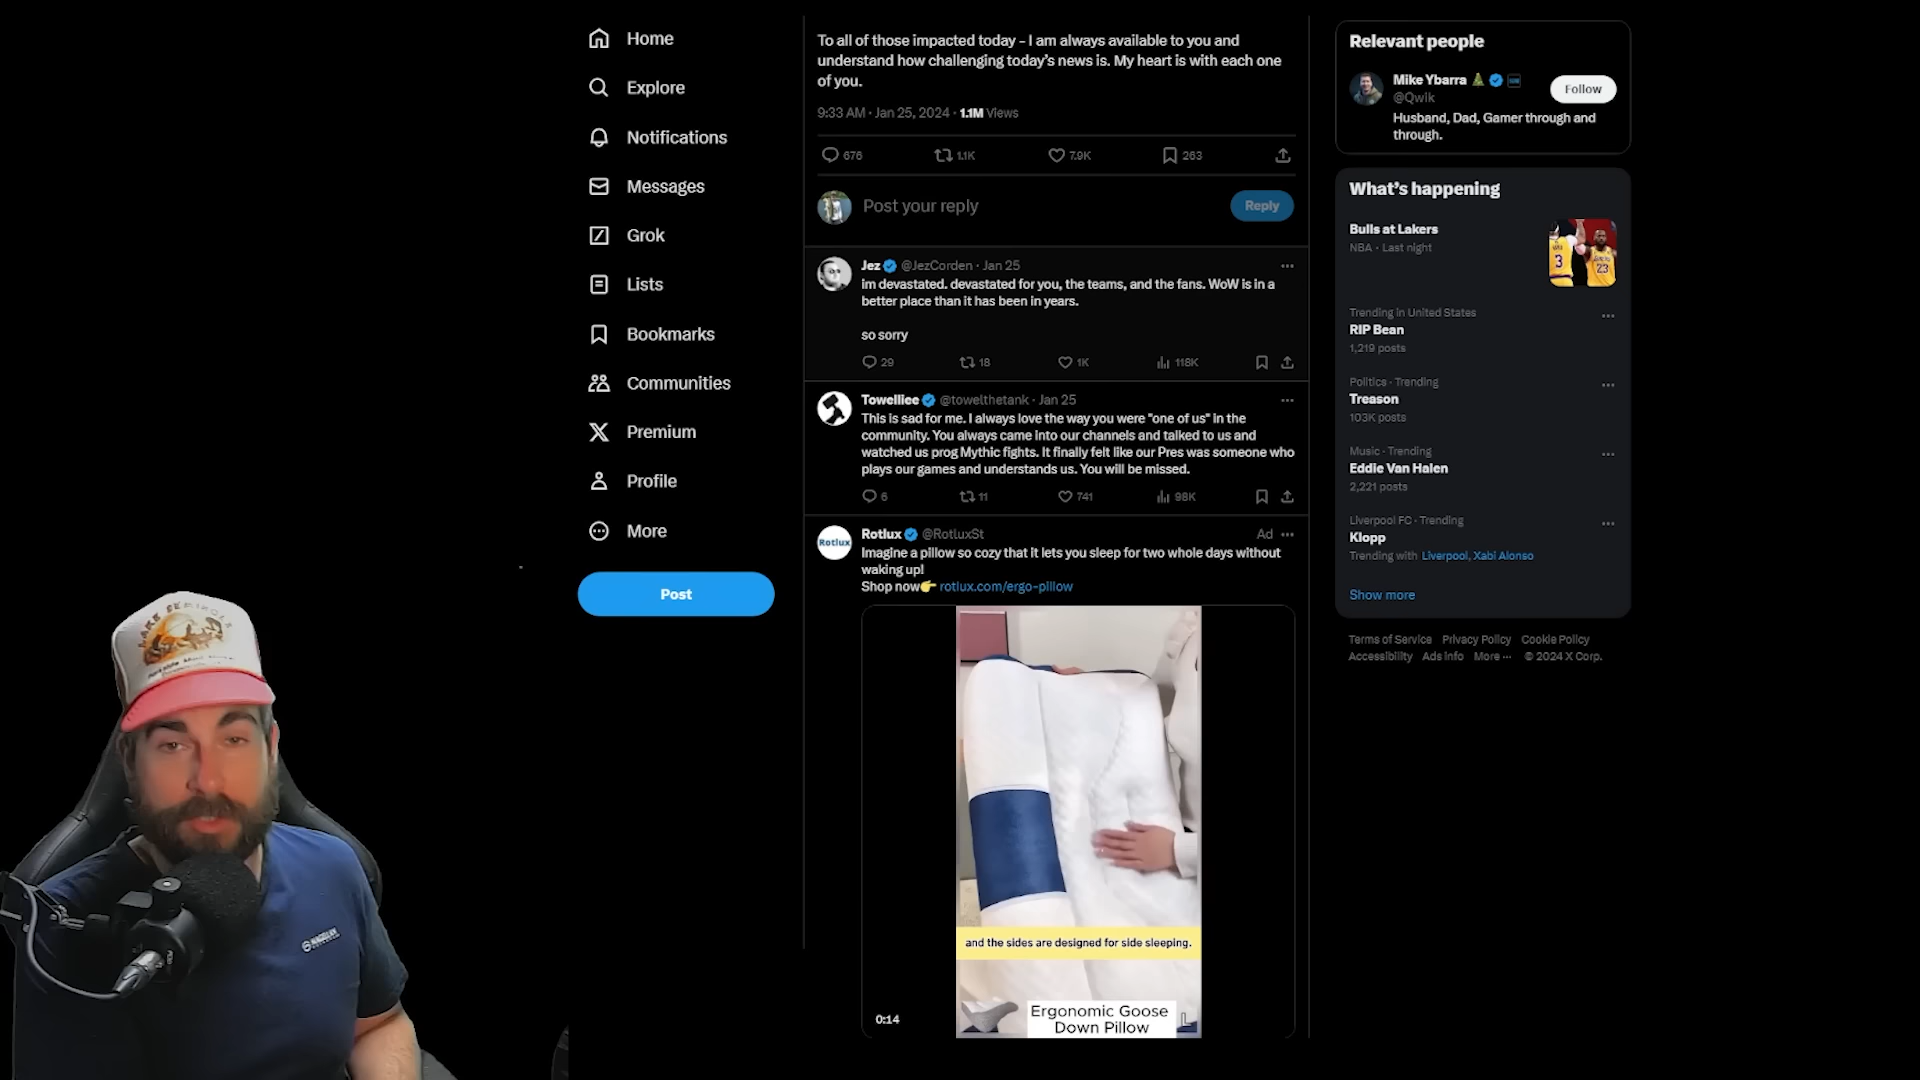 Home
Explore
Notifications
Messages
Grok
Lists
Bookmarks
Communities
Premium
Profile
More
Post
To all of those impacted today - I am always available to you and
understand how challenging today's news is. My heart is with each one
of you.
9:33 AM · Jan 25, 2024 · 1.1M Views
676 1.1K 7.9K 263
Post your reply
Reply
Jez @JezCorden · Jan 25
im devastated. devastated for you, the teams, and the fans. WoW is in a
better place than it has been in years.
so sorry
29 18 1K 118K
Towelliee @towelthetank · Jan 25
This is sad for me. I always love the way you were "one of us" in the
community. You always came into our channels and talked to us and
watched us prog Mythic fights. It finally felt like our Pres was someone who
plays our games and understands us. You will be missed.
6 11 741 98K
Rotlux @RotluxSt Ad
Rotlux
Imagine a pillow so cozy that it lets you sleep for two whole days without
waking up!
Shop now👉 rotlux.com/ergo-pillow
and the sides are designed for side sleeping.
Ergonomic Goose
Down Pillow
0:14
Relevant people
Mike Ybarra
@Qwik
Follow
Husband, Dad, Gamer through and
through.
What's happening
Bulls at Lakers
NBA · Last night
3
23
Trending in United States
RIP Bean
1,219 posts
Politics · Trending
Treason
103K posts
Music · Trending
Eddie Van Halen
2,221 posts
Liverpool FC · Trending
Klopp
Trending with Liverpool, Xabi Alonso
Show more
Terms of Service Privacy Policy Cookie Policy
Accessibility Ads info More ··· © 2024 X Corp.